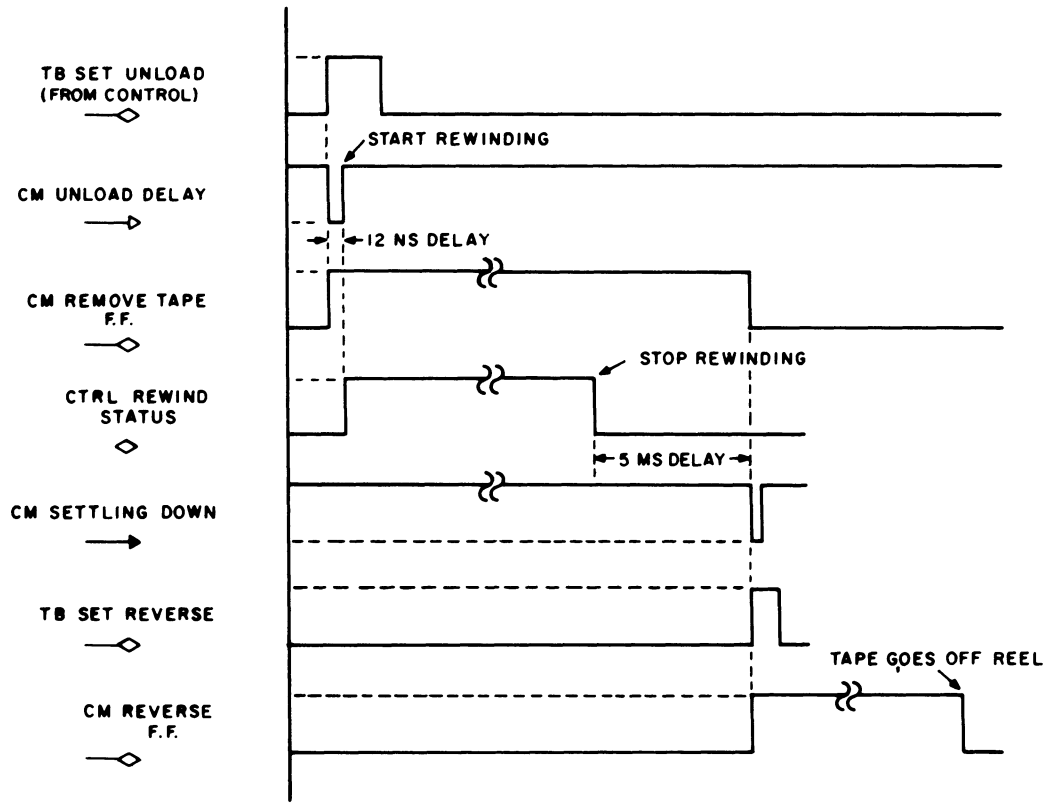 TB SET UNLOAD
(FROM CONTROL)
START REWINDING
CM UNLOAD DELAY
12 NS DELAY
CM REMOVE TAPE
F.F.
STOP REWINDING
CTRL REWIND
STATUS
5 MS DELAY
CM SETTLING DOWN
TB SET REVERSE
TAPE GOES OFF REEL
CM REVERSE
F.F.